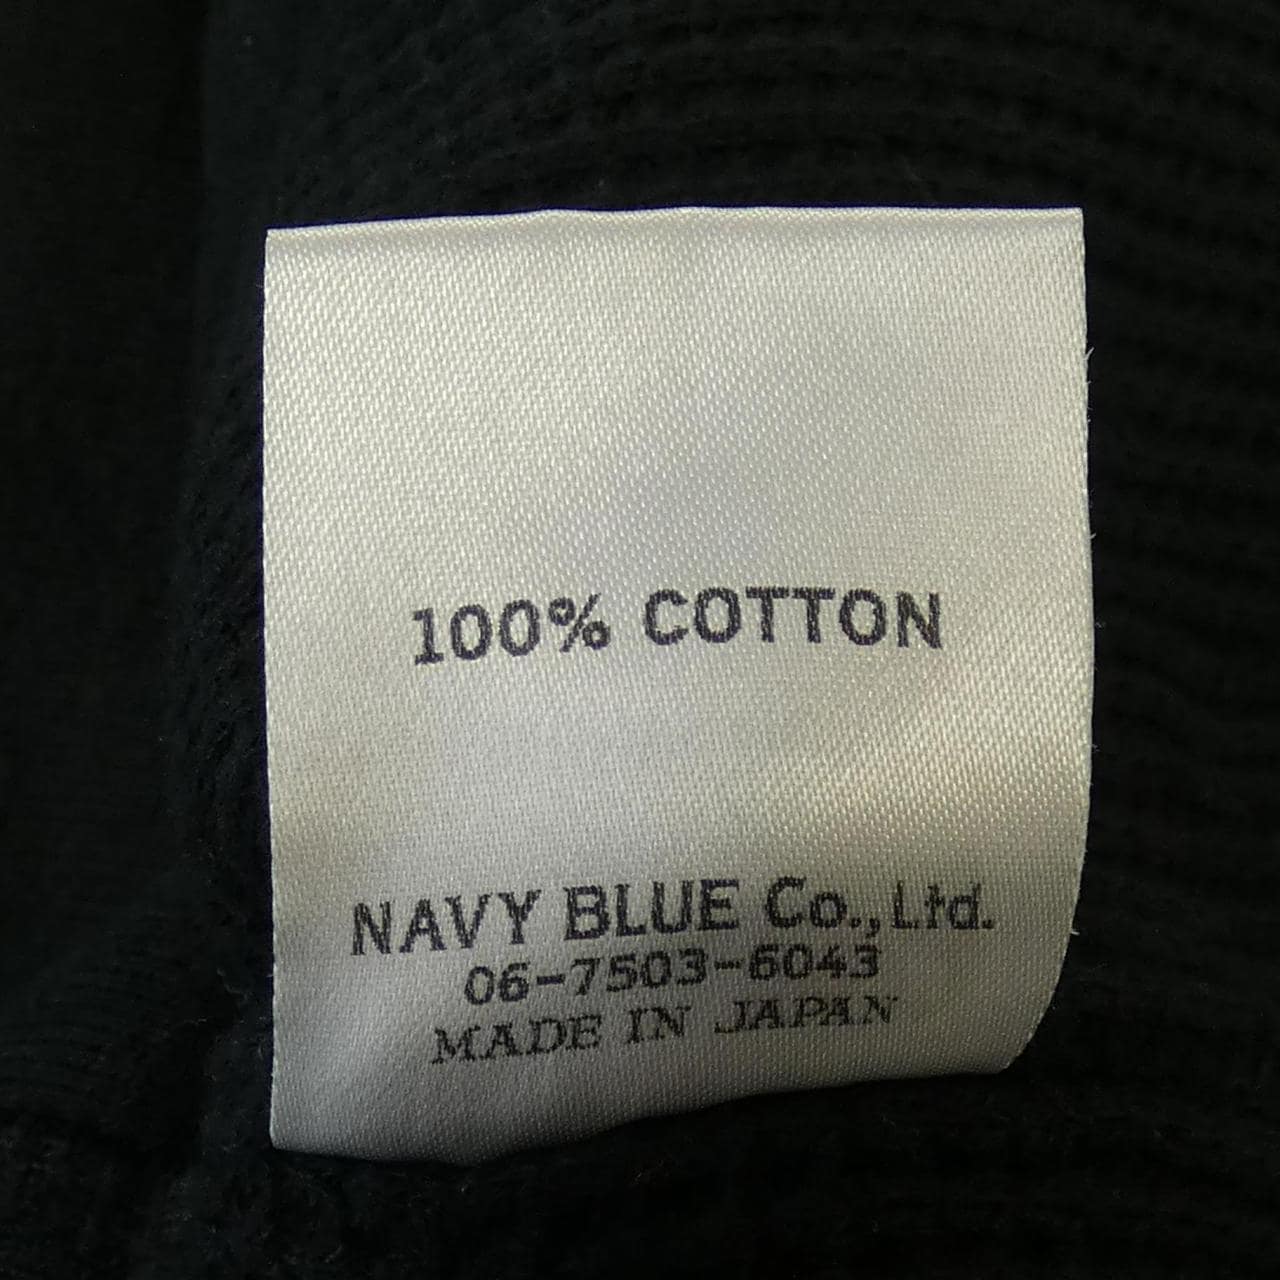 100% COTTON
NAVY BLUE Co.,Ltd.
06-7503-6043
MADE IN JAPAN